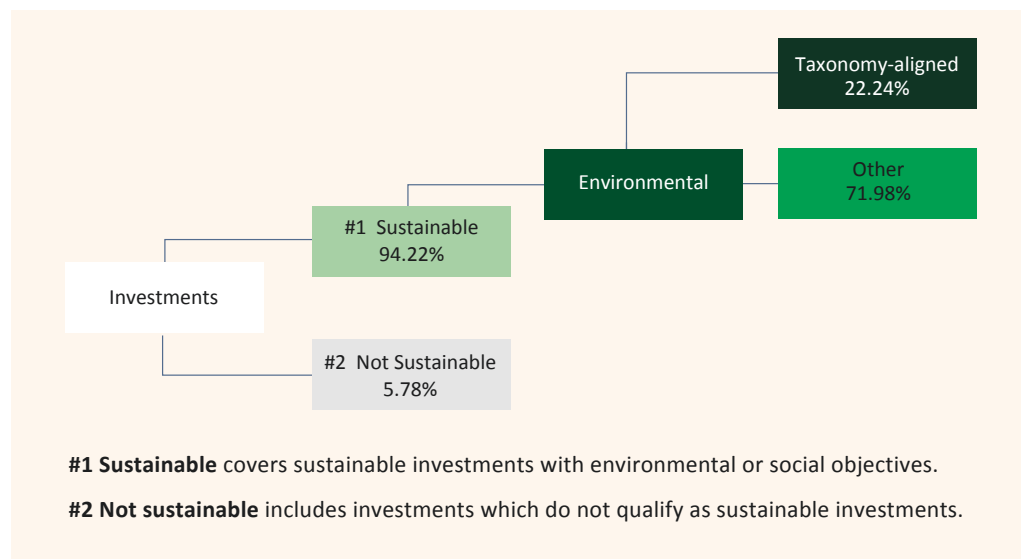 Taxonomy-aligned
22.24%
Environmental
Other
71.98%
#1 Sustainable
94.22%
Investments
#2 Not Sustainable
5.78%
#1 Sustainable covers sustainable investments with environmental or social objectives.
#2 Not sustainable includes investments which do not qualify as sustainable investments.